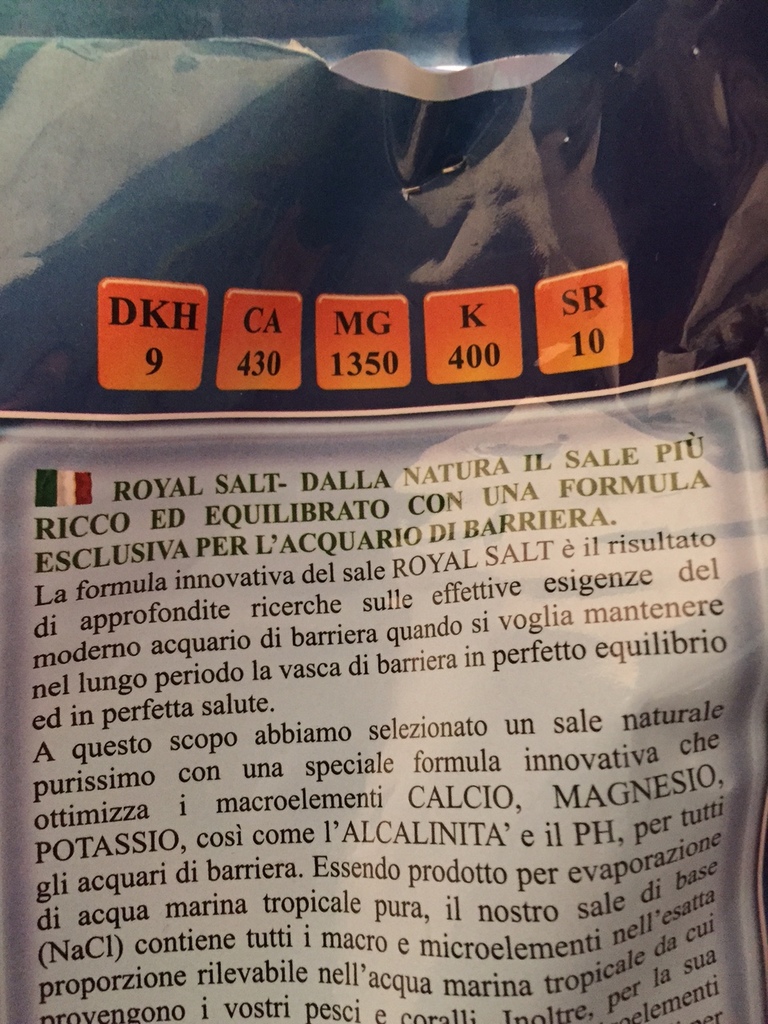 DKH 9
CA 430
MG 1350
K 400
SR 10
ROYAL SALT- DALLA NATURA IL SALE PIÙ
RICCO ED EQUILIBRATO CON UNA FORMULA
ESCLUSIVA PER L'ACQUARIO DI BARRIERA.
La formula innovativa del sale ROYAL SALT è il risultato
di approfondite ricerche sulle effettive esigenze del
moderno acquario di barriera quando si voglia mantenere
nel lungo periodo la vasca di barriera in perfetto equilibrio
ed in perfetta salute.
A questo scopo abbiamo selezionato un sale naturale
purissimo con una speciale formula innovativa che
ottimizza i macroelementi CALCIO, MAGNESIO,
POTASSIO, così come l'ALCALINITA' e il PH, per tutti
gli acquari di barriera. Essendo prodotto per evaporazione
di acqua marina tropicale pura, il nostro sale di base
(NaCl) contiene tutti i macro e microelementi nell'esatta
proporzione rilevabile nell'acqua marina tropicale da cui
provengono i vostri pesci e coralli. Inoltre, per la sua